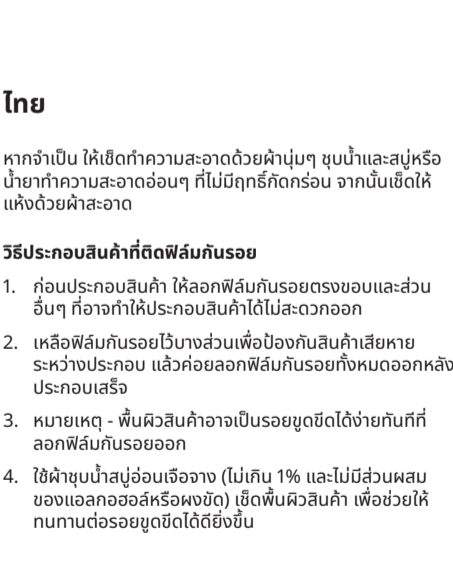 ไทย
หากจำเป็น ให้เช็ดทำความสะอาดด้วยผ้านุ่มๆ ชุบน้ำและสบู่หรือ
น้ำยาทำความสะอาดอ่อนๆ ที่ไม่มีฤทธิ์กัดกร่อน จากนั้นเช็ดให้
แห้งด้วยผ้าสะอาด
วิธีประกอบสินค้าที่ติดฟิล์มกันรอย
1. ก่อนประกอบสินค้า ให้ลอกฟิล์มกันรอยตรงขอบและส่วน
อื่นๆ ที่อาจทำให้ประกอบสินค้าได้ไม่สะดวกออก
2. เหลือฟิล์มกันรอยไว้บางส่วนเพื่อป้องกันสินค้าเสียหาย
ระหว่างประกอบ แล้วค่อยลอกฟิล์มกันรอยทั้งหมดออกหลัง
ประกอบเสร็จ
3. หมายเหตุ - พื้นผิวสินค้าอาจเป็นรอยขูดขีดได้ง่ายทันทีที่
ลอกฟิล์มกันรอยออก
4. ใช้ผ้าชุบน้ำสบู่อ่อนเจือจาง (ไม่เกิน 1% และไม่มีส่วนผสม
ของแอลกอฮอล์หรือผงขัด) เช็ดพื้นผิวสินค้า เพื่อช่วยให้
ทนทานต่อรอยขูดขีดได้ดียิ่งขึ้น